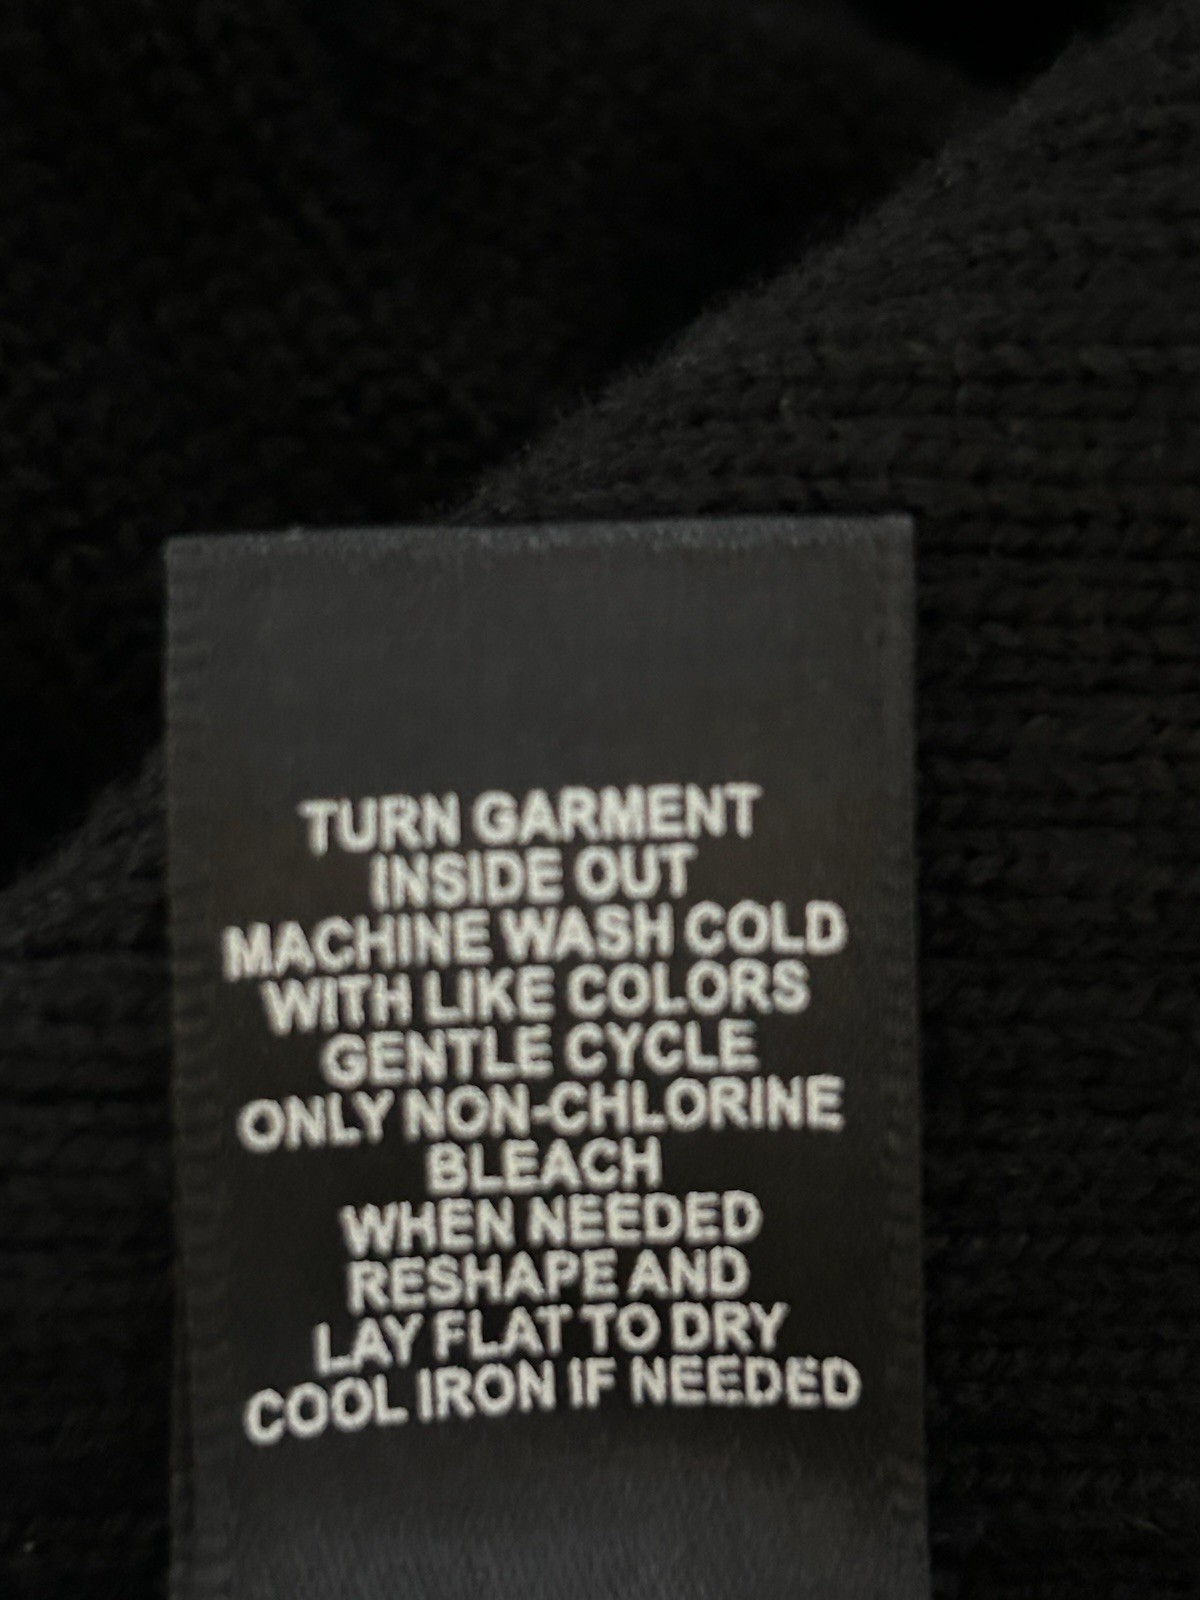 TURN GARMENT
INSIDE OUT
MACHINE WASH COLD
WITH LIKE COLORS
GENTLE CYCLE
ONLY NON-CHLORINE
BLEACH
WHEN NEEDED
RESHAPE AND
LAY FLAT TO DRY
COOL IRON IF NEEDED